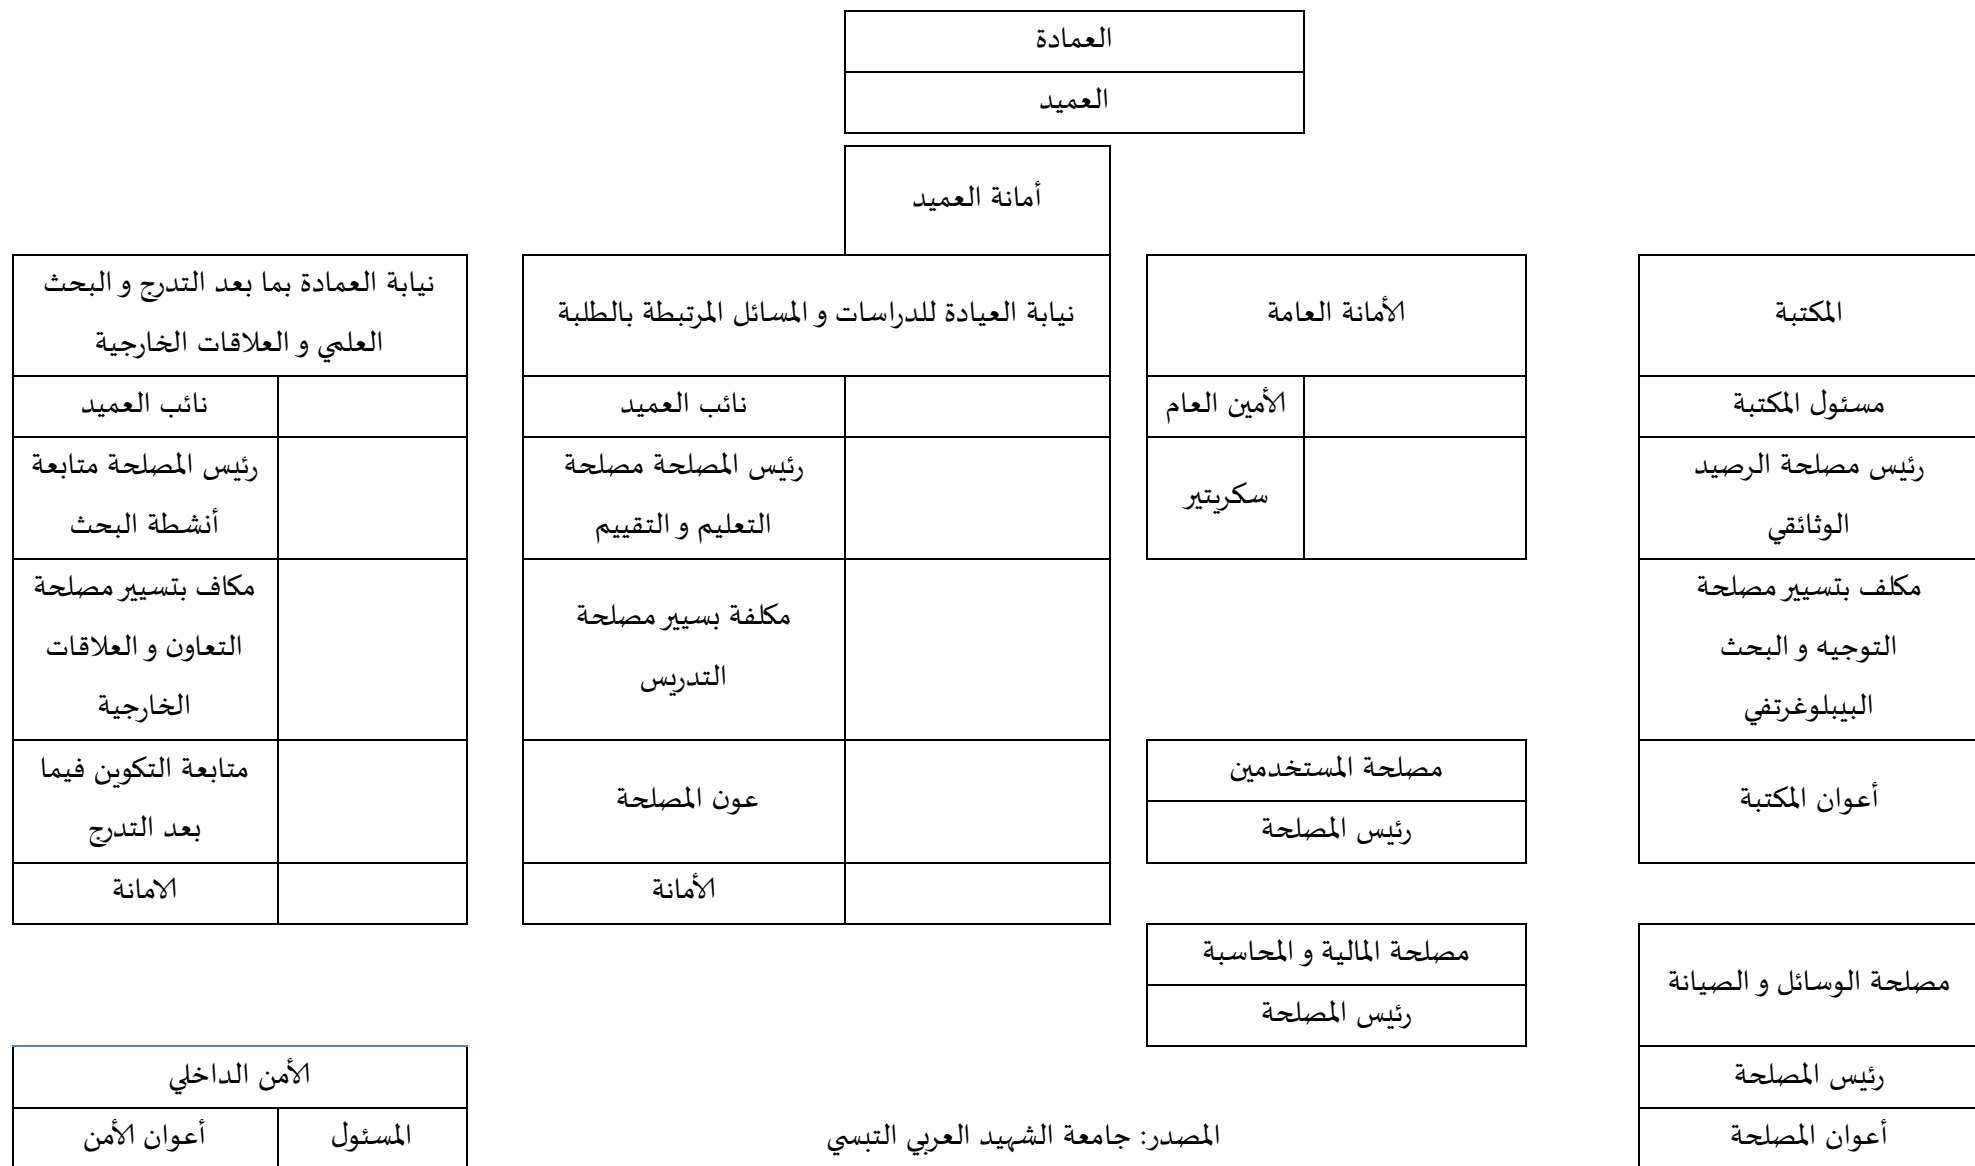 العمادة
العميد
أمانة العميد
المكتبة
مسئول المكتبة
رئيس مصلحة الرصيد
الوثائقي
مكلف بتسيير مصلحة
التوجيه و البحث
البيبلوغرتفي
أعوان المكتبة
الأمانة العامة
الأمين العام
سكريتير
مصلحة المستخدمين
رئيس المصلحة
مصلحة المالية و المحاسبة
رئيس المصلحة
نيابة العيادة للدراسات و المسائل المرتبطة بالطلبة
نائب العميد
رئيس المصلحة مصلحة
التعليم و التقييم
مكلفة بسيير مصلحة
التدريس
عون المصلحة
الأمانة
نيابة العمادة بما بعد التدرج و البحث
العلمي و العلاقات الخارجية
نائب العميد
رئيس المصلحة متابعة
أنشطة البحث
مكاف بتسيير مصلحة
التعاون و العلاقات
الخارجية
متابعة التكوين فيما
بعد التدرج
الامانة
مصلحة الوسائل و الصيانة
رئيس المصلحة
أعوان المصلحة
الأمن الداخلي
المسئول
أعوان الأمن
المصدر: جامعة الشهيد العربي التبسي